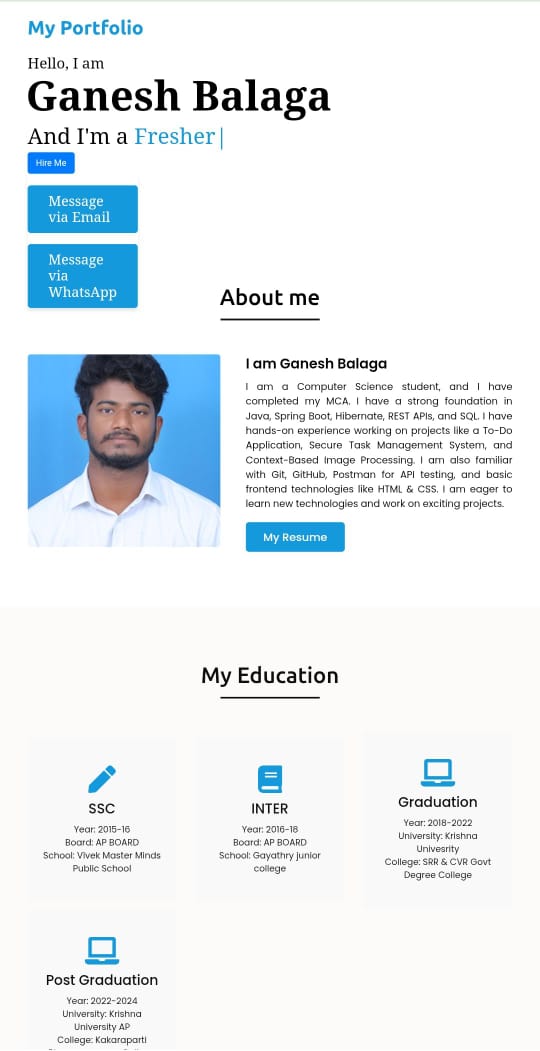 My Portfolio
Hello, I am
Ganesh Balaga
And I'm a Fresher|
Hire Me
Message
via Email
Message
via
WhatsApp
About me
I am Ganesh Balaga
I am a Computer Science student, and I have
completed my MCA. I have a strong foundation in
Java, Spring Boot, Hibernate, REST APIs, and SQL. I have
hands-on experience working on projects like a To-Do
Application, Secure Task Management System, and
Context-Based Image Processing. I am also familiar
with Git, GitHub, Postman for API testing, and basic
frontend technologies like HTML & CSS. I am eager to
learn new technologies and work on exciting projects.
My Resume
My Education
SSC
Year: 2015-16
Board: AP BOARD
School: Vivek Master Minds
Public School
INTER
Year: 2016-18
Board: AP BOARD
School: Gayathry junior
college
Graduation
Year: 2018-2022
University: Krishna
Univesrity
College: SRR & CVR Govt
Degree College
Post Graduation
Year: 2022-2024
University: Krishna
University AP
College: Kakaraparti